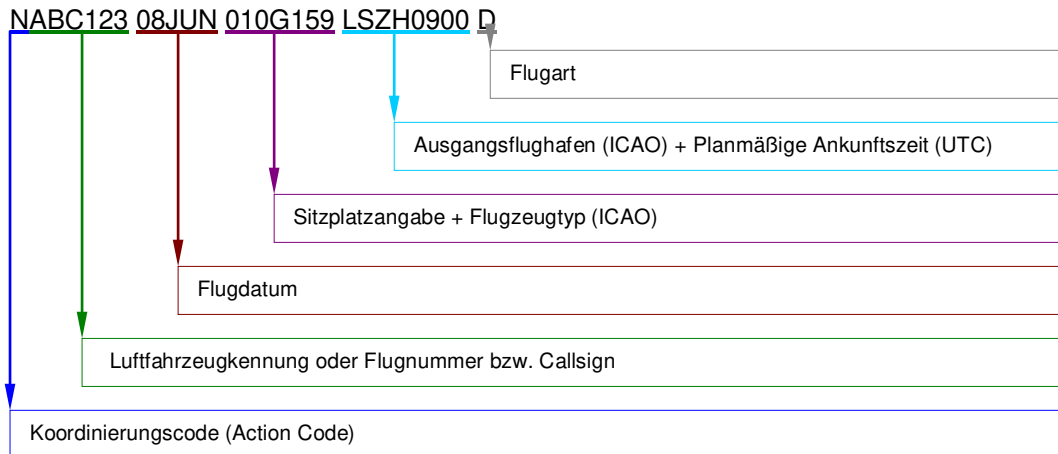 NABC123 08JUN 010G159 LSZH0900 D
Flugart
Ausgangsflughafen (ICAO) + Planmäßige Ankunftszeit (UTC)
Sitzplatzangabe + Flugzeugtyp (ICAO)
Flugdatum
Luftfahrzeugkennung oder Flugnummer bzw. Callsign
Koordinierungscode (Action Code)